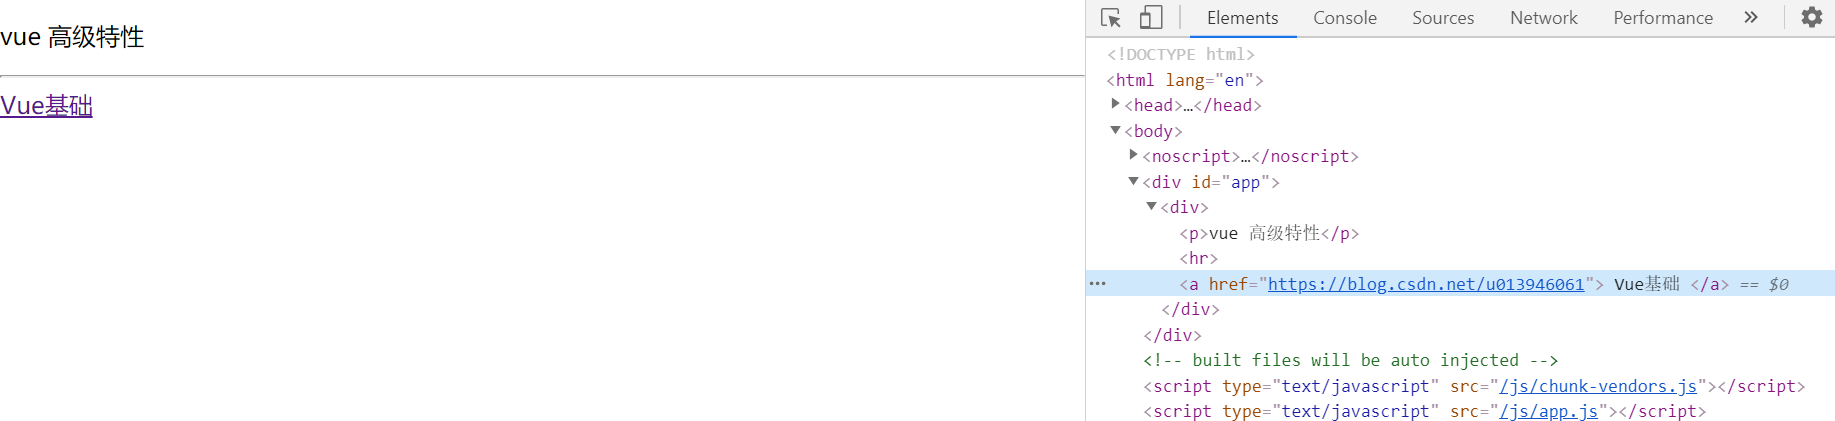 vue 高级特性
Vue基础
Elements Console Sources Network Performance »
<!DOCTYPE html>
<html lang="en">
<head>…</head>
<body>
<noscript>…</noscript>
<div id="app">
<div>
<p>vue 高级特性</p>
<hr>
<a href="https://blog.csdn.net/u013946061"> Vue基础 </a> == $0
</div>
</div>
<!-- built files will be auto injected -->
<script type="text/javascript" src="/js/chunk-vendors.js"></script>
<script type="text/javascript" src="/js/app.js"></script>